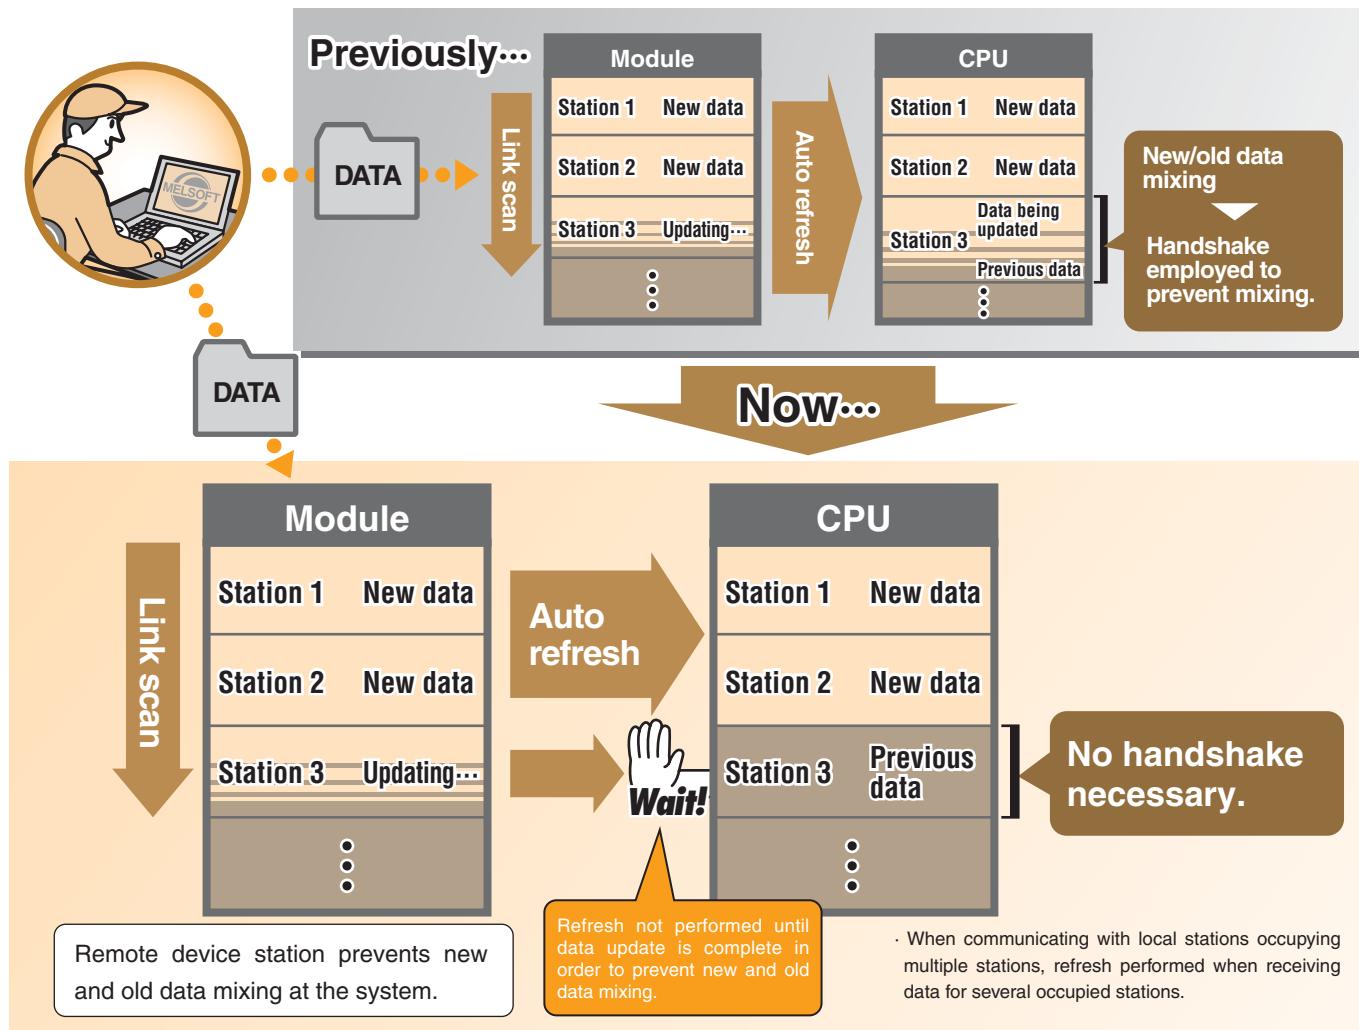 Previously···
Module
CPU
Station 1 New data
Station 2 New data
Station 3 Updating···
Link scan
Auto refresh
Station 1 New data
Station 2 New data
Station 3
Data being
updated
Previous data
New/old data
mixing
Handshake
employed to
prevent mixing.
MELSOFT
DATA
DATA
Now···
Module
CPU
Link scan
Station 1 New data
Station 2 New data
Station 3 Updating···
Auto
refresh
Wait!
Station 1 New data
Station 2 New data
Station 3
Previous
data
No handshake
necessary.
Remote device station prevents new
and old data mixing at the system.
Refresh not performed until
data update is complete in
order to prevent new and old
data mixing.
· When communicating with local stations occupying
multiple stations, refresh performed when receiving
data for several occupied stations.